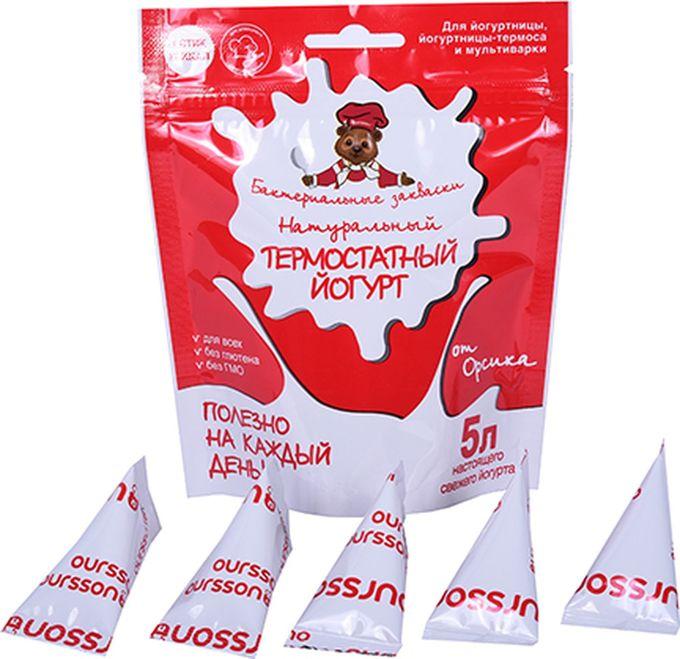 Для йогуртницы,
йогуртницы-термоса
и мультиварки
Бактериальные закваски
Натуральный
ТЕРМОСТАТНЫЙ
ЙОГУРТ
для всех
без глютена
без ГМО
от Орсика
ПОЛЕЗНО
НА КАЖДЫЙ
ДЕНЬ!
5л
настоящего
свежего йогурта
oursson
oursson
oursson
oursson
oursson